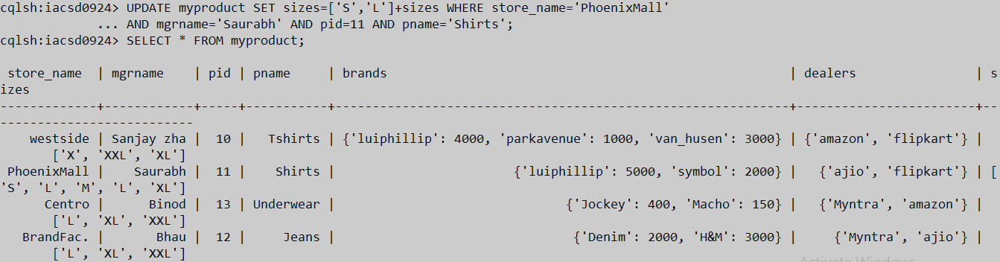 cqlsh:iacsd0924> UPDATE myproduct SET sizes=['S','L']+sizes WHERE store_name='PhoenixMall'
             ... AND mgrname='Saurabh' AND pid=11 AND pname='Shirts';
cqlsh:iacsd0924> SELECT * FROM myproduct;
 store_name  | mgrname    | pid | pname     | brands                                                      | dealers                | s
izes
-------------+------------+-----+-----------+-------------------------------------------------------------+------------------------+--
--------------------------
    westside | Sanjay zha |  10 |   Tshirts | {'luiphillip': 4000, 'parkavenue': 1000, 'van_husen': 3000} | {'amazon', 'flipkart'} |
       ['X', 'XXL', 'XL']
 PhoenixMall |    Saurabh |  11 |    Shirts |                        {'luiphillip': 5000, 'symbol': 2000} |   {'ajio', 'flipkart'} | [
'S', 'L', 'M', 'L', 'XL']
      Centro |      Binod |  13 | Underwear |                               {'Jockey': 400, 'Macho': 150} |   {'Myntra', 'amazon'} |
       ['L', 'XL', 'XXL']
   BrandFac. |       Bhau |  12 |     Jeans |                                {'Denim': 2000, 'H&M': 3000} |     {'Myntra', 'ajio'} |
       ['L', 'XL', 'XXL']
Activate Windows